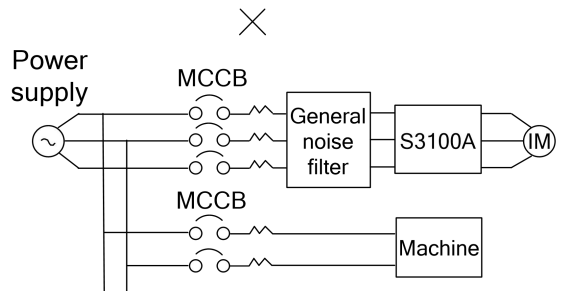 Power
supply
MCCB
General
noise
filter
S3100A
IM
MCCB
Machine